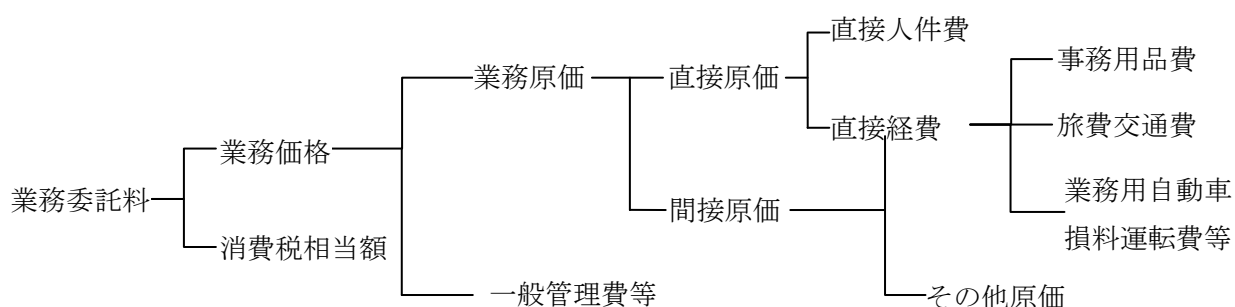 直接人件費
事務用品費
業務原価
直接原価
直接経費
旅費交通費
業務価格
業務委託料
間接原価
業務用自動車
損料運転費等
消費税相当額
一般管理費等
その他原価